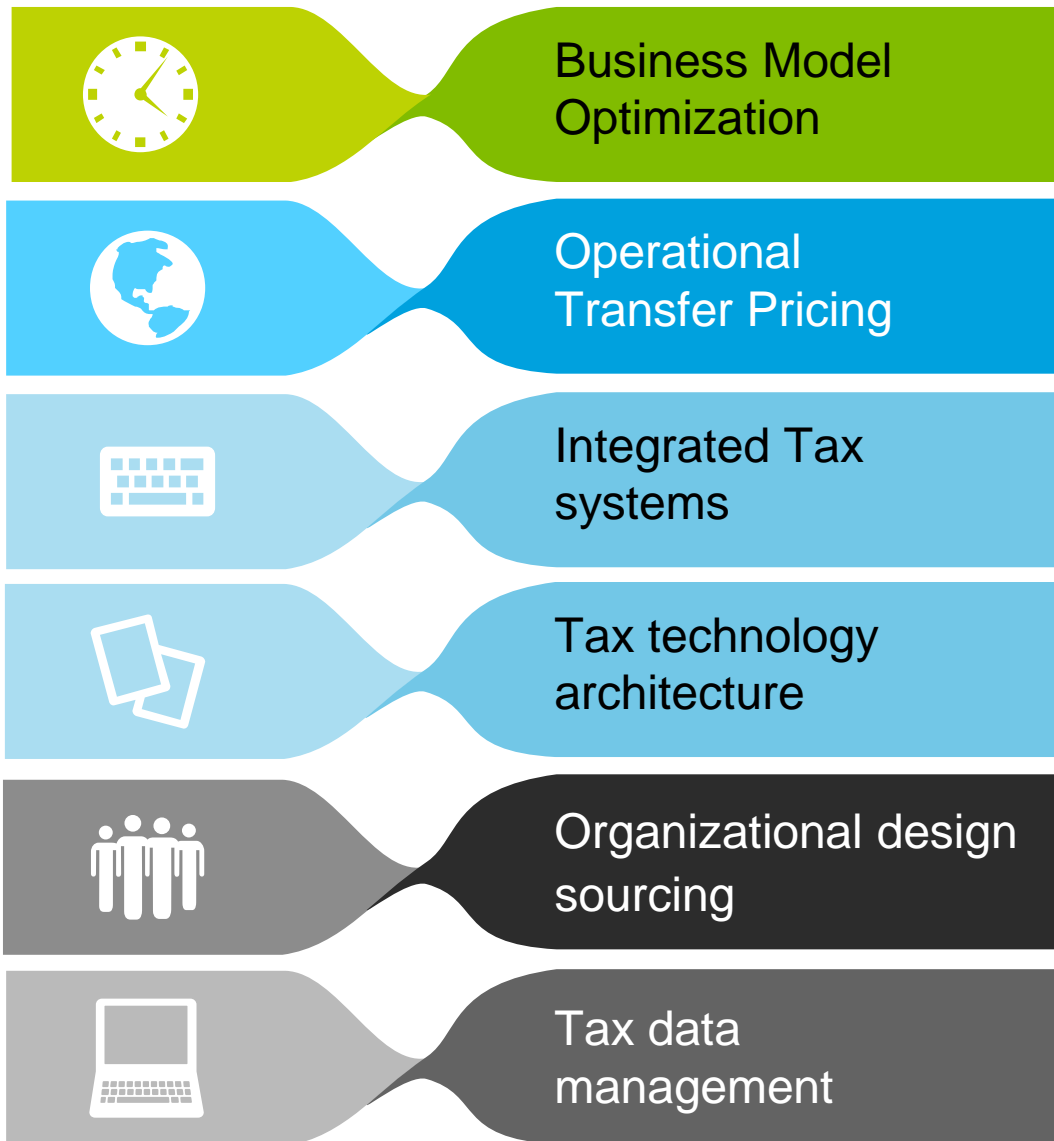 Business Model
Optimization
Operational
Transfer Pricing
Integrated Tax
systems
Tax technology
architecture
Organizational design
sourcing
Tax data
management